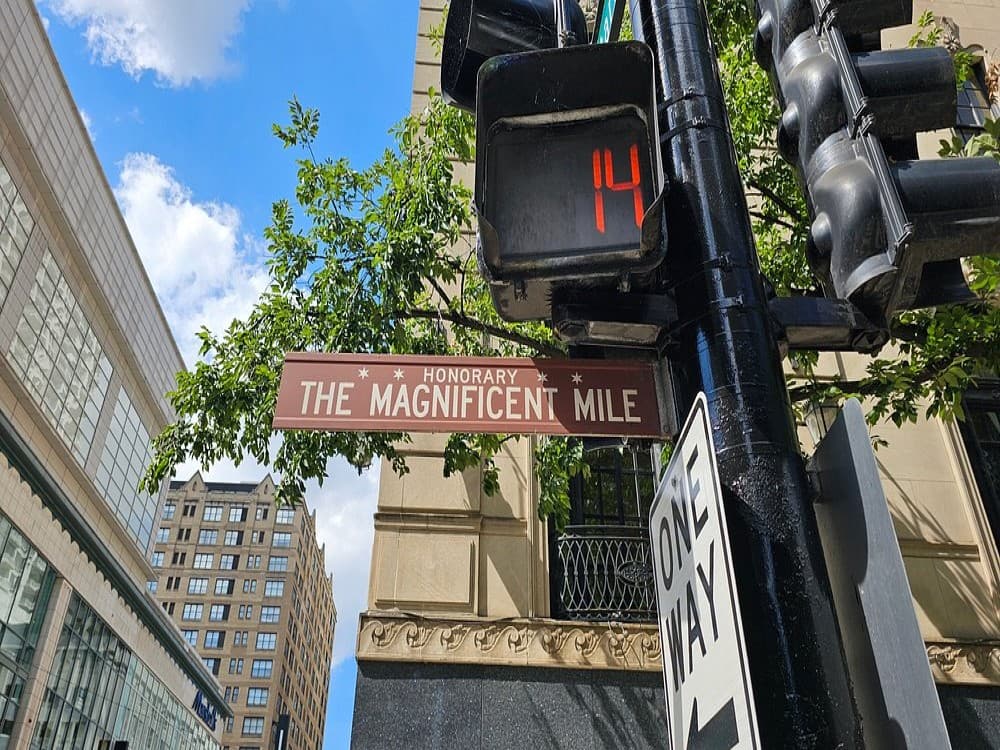 14
HONORARY
THE MAGNIFICENT MILE
ONE
WAY